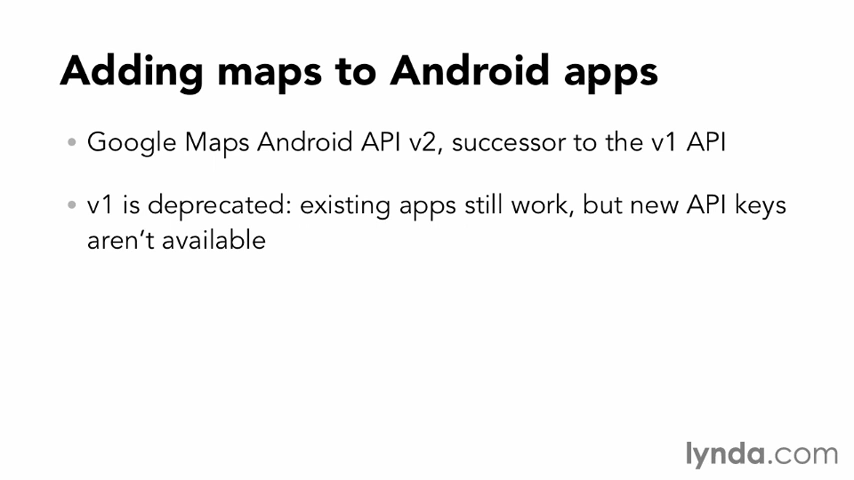 Adding maps to Android apps
• Google Maps Android API v2, successor to the v1 API
• v1 is deprecated: existing apps still work, but new API keys
aren’t available
lynda.com